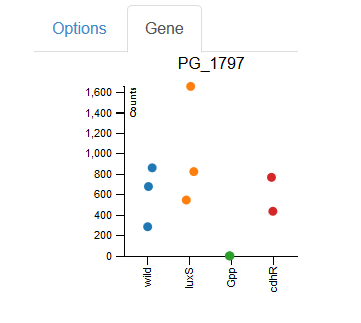 Options
Gene
PG_1797
Counts
1,600
1,400
1,200
1,000
800
600
400
200
0
wild
luxS
Gpp
cdhR